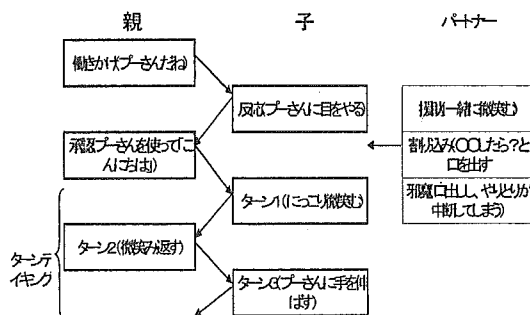 親
子
パートナー
働きかけ(プーさんだね)
反応(プーさんに目をやる)
援助(一緒に微笑む)
承認(プーさんを使って「こ
んにちは」)
割り込み(〇〇したら?と
口を出す
邪魔(口出しし、やりとりが
中断してしまう)
ターン1(にっこり微笑む)
ターン2(微笑み返す)
ターンテ
イキング
ターン3(プーさんに手を伸
ばす)